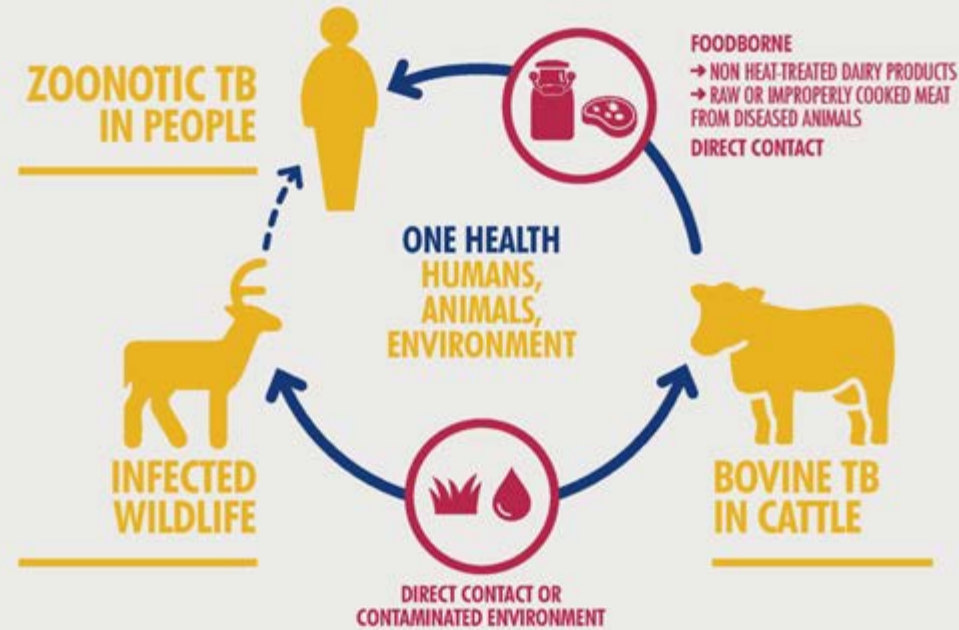 ZOONOTIC TB
IN PEOPLE
FOODBORNE
→ NON HEAT-TREATED DAIRY PRODUCTS
→ RAW OR IMPROPERLY COOKED MEAT
FROM DISEASED ANIMALS
DIRECT CONTACT
ONE HEALTH
HUMANS,
ANIMALS,
ENVIRONMENT
INFECTED
WILDLIFE
BOVINE TB
IN CATTLE
DIRECT CONTACT OR
CONTAMINATED ENVIRONMENT